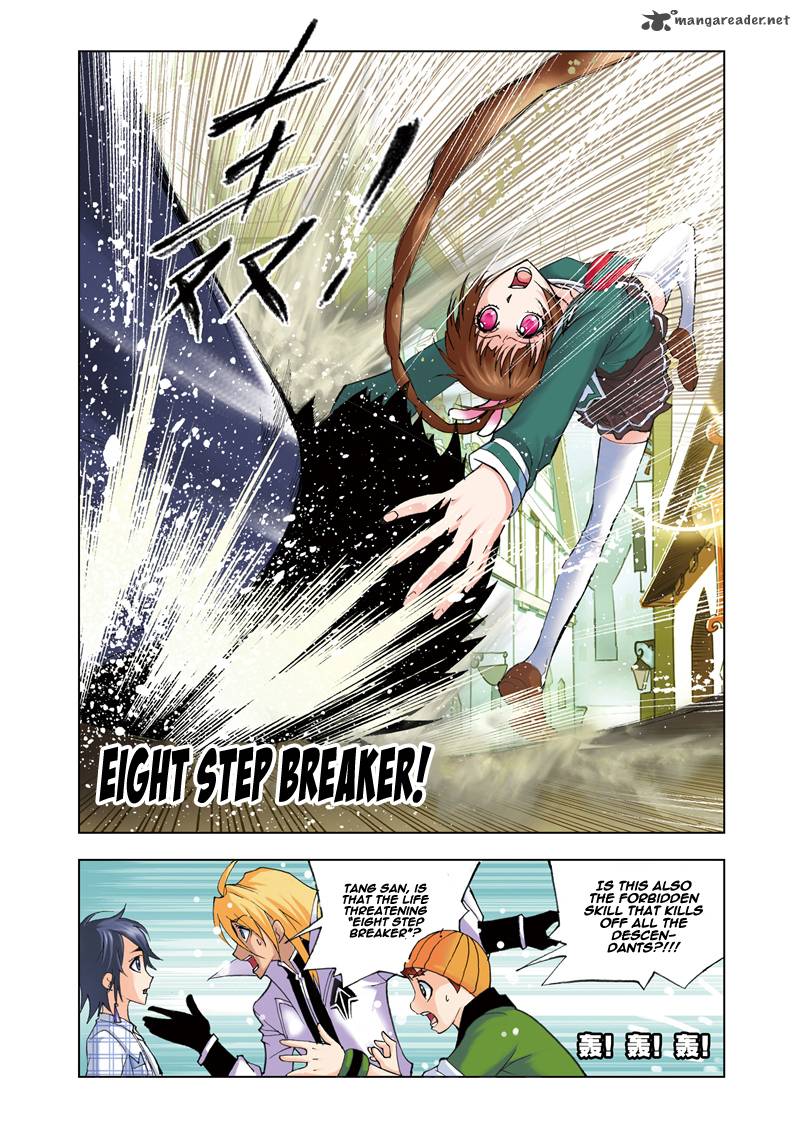 mangareader.net
轰!
EIGHT STEP BREAKER!
TANG SAN, IS
THAT THE LIFE
THREATENING
"EIGHT STEP
BREAKER"?
IS THIS ALSO
THE FORBIDDEN
SKILL THAT KILLS
OFF ALL THE
DESCEN-
DANTS?!!!
轰! 轰! 轰!